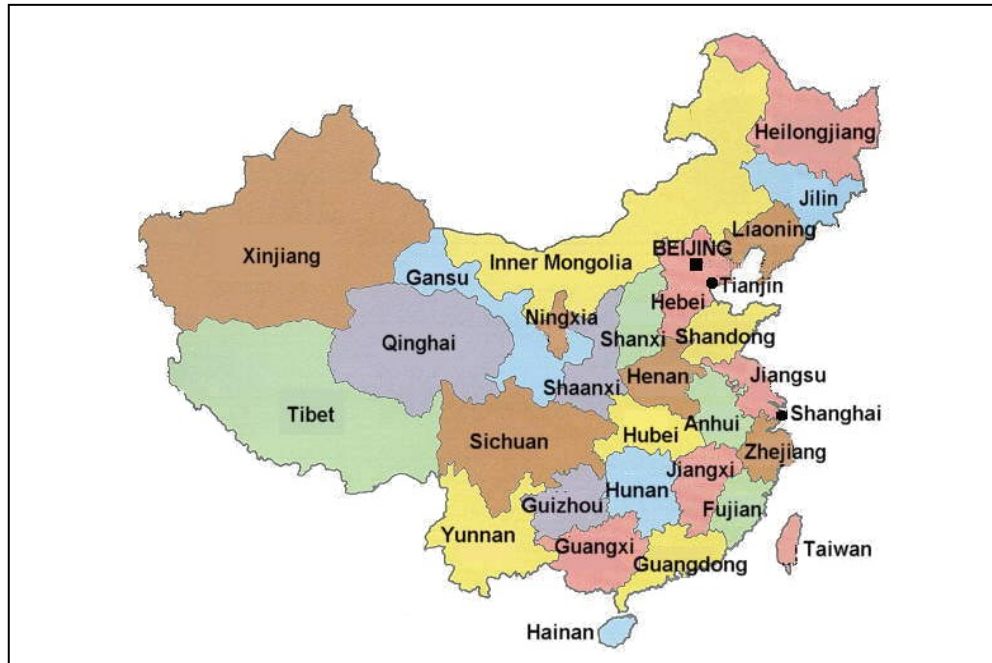 Heilongjiang
Jilin
Liaoning
BEIJING
Xinjiang
Inner Mongolia
Gansu
Tianjin
Hebei
Ningxia
Shandong
Shanxi
Qinghai
Henan
Jiangsu
Shaanxi
Tibet
Shanghai
Anhui
Hubei
Sichuan
Zhejiang
Jiangxi
Hunan
Guizhou
Fujian
Yunnan
Guangxi
Taiwan
Guangdong
Hainan